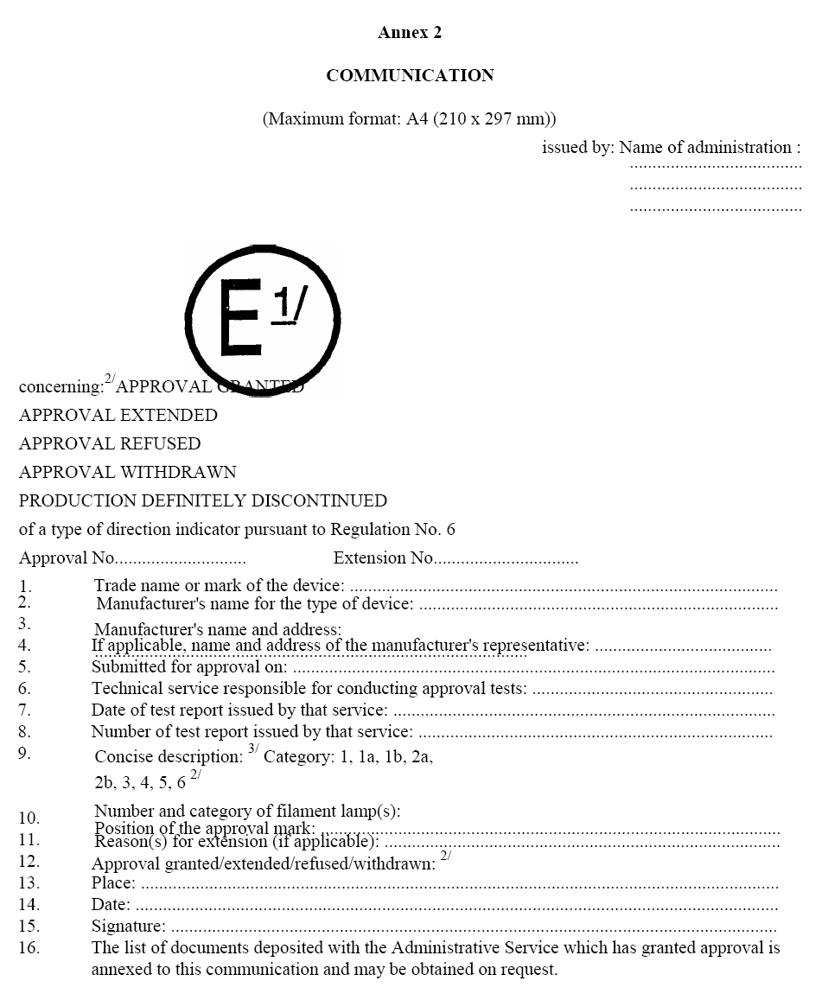 Annex 2
COMMUNICATION
(Maximum format: A4 (210 x 297 mm))
issued by: Name of administration :
......................................
......................................
......................................
E 1/
concerning: 2/ APPROVAL GRANTED
APPROVAL EXTENDED
APPROVAL REFUSED
APPROVAL WITHDRAWN
PRODUCTION DEFINITELY DISCONTINUED
of a type of direction indicator pursuant to Regulation No. 6
Approval No............................. Extension No................................
1. Trade name or mark of the device: ...............................................................................................
2. Manufacturer's name for the type of device: ................................................................................
3. Manufacturer's name and address:
................................................................................................
4. If applicable, name and address of the manufacturer's representative: .......................................
5. Submitted for approval on: ...........................................................................................................
6. Technical service responsible for conducting approval tests: .....................................................
7. Date of test report issued by that service: .....................................................................................
8. Number of test report issued by that service: ...............................................................................
9. Concise description: 3/ Category: 1, 1a, 1b, 2a,
2b, 3, 4, 5, 6 2/
Number and category of filament lamp(s):
10. Position of the approval mark: ......................................................................................................
11. Reason(s) for extension (if applicable): ........................................................................................
12. Approval granted/extended/refused/withdrawn: 2/
13. Place: .............................................................................................................................................
14. Date: ..............................................................................................................................................
15. Signature: ......................................................................................................................................
16. The list of documents deposited with the Administrative Service which has granted approval is
annexed to this communication and may be obtained on request.